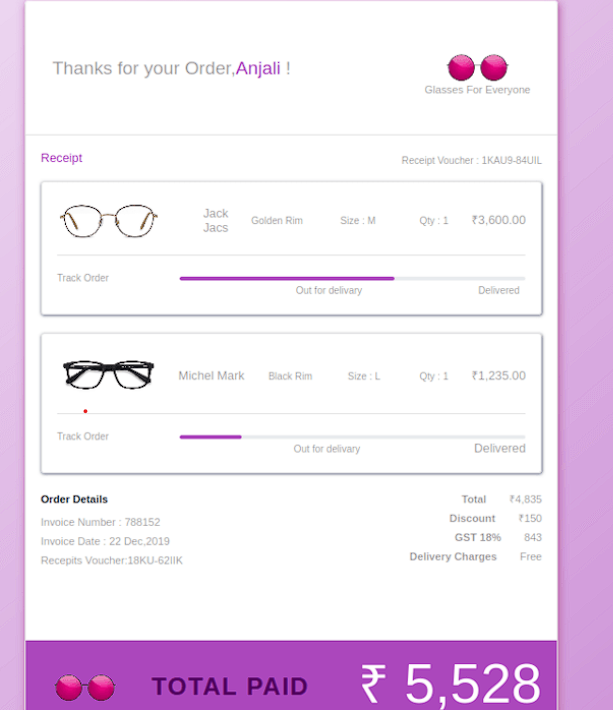 Thanks for your Order,Anjali !
Glasses For Everyone
Receipt
Receipt Voucher : 1KAU9-84UIL
Jack Jacs Golden Rim Size : M Qty : 1 ₹3,600.00
Track Order
Out for delivery Delivered
Michel Mark Black Rim Size : L Qty : 1 ₹1,235.00
Track Order
Out for delivery Delivered
Order Details
Invoice Number : 788152
Invoice Date : 22 Dec,2019
Recepits Voucher:18KU-62IIK
Total ₹4,835
Discount ₹150
GST 18% 843
Delivery Charges Free
TOTAL PAID ₹ 5,528